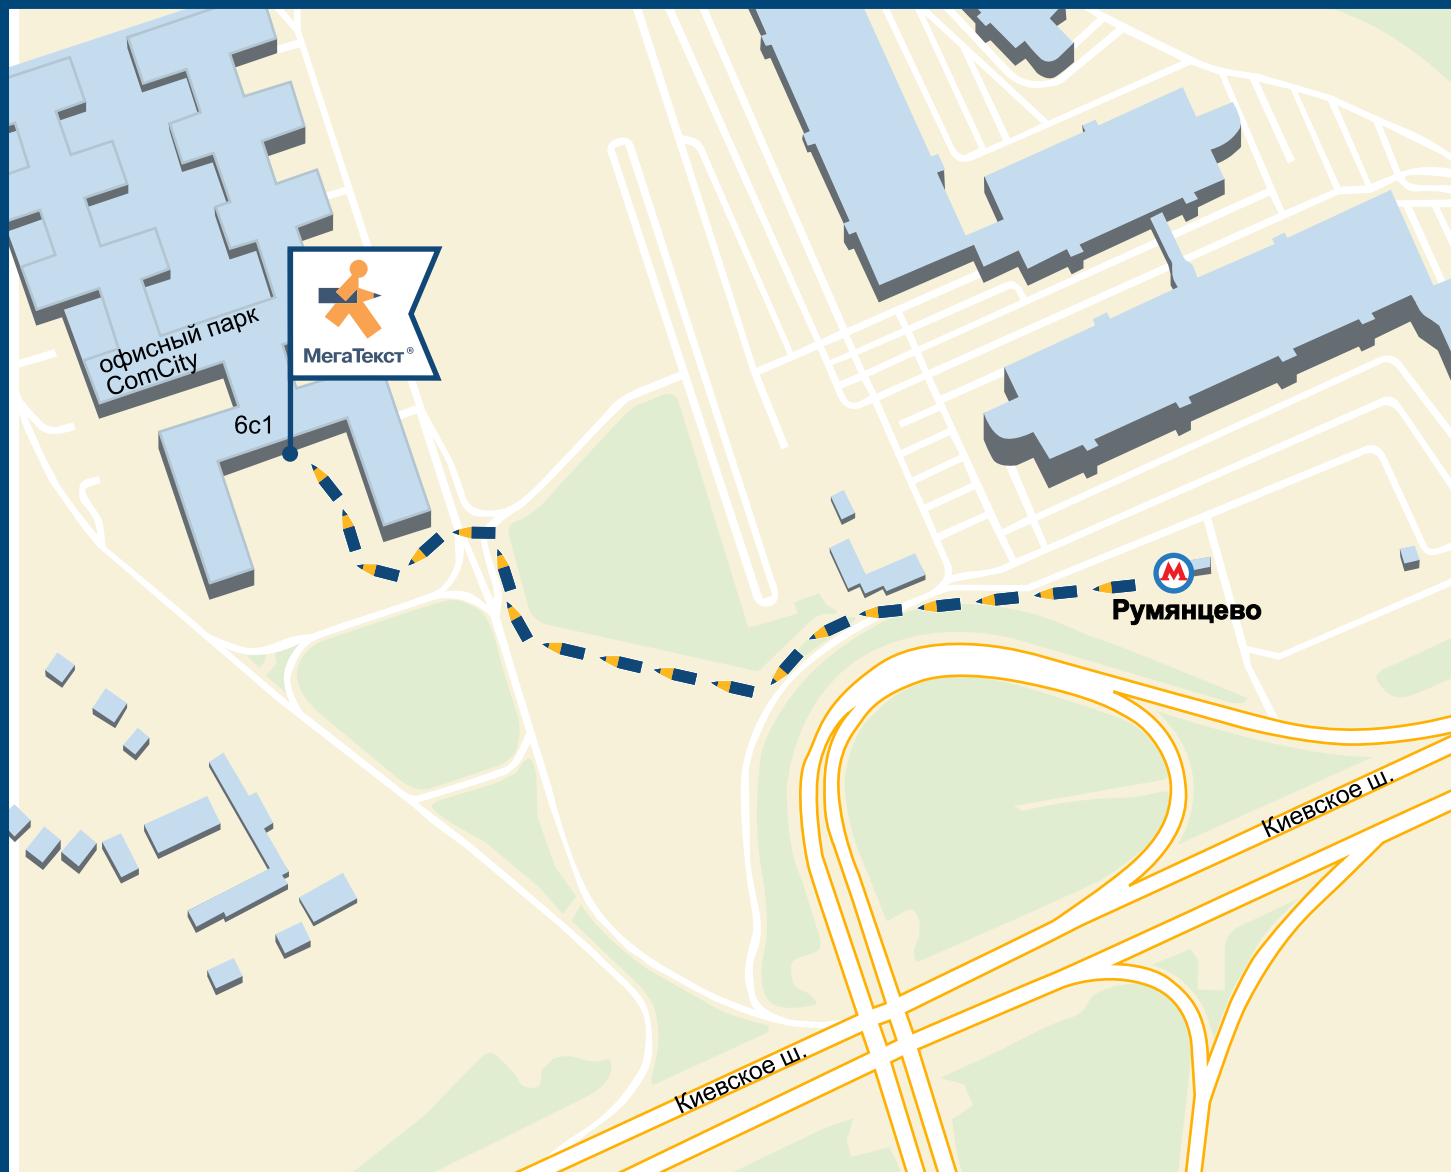 МегаТекст®
офисный парк
ComCity
6с1
М
Румянцево
Киевское ш.
Киевское ш.